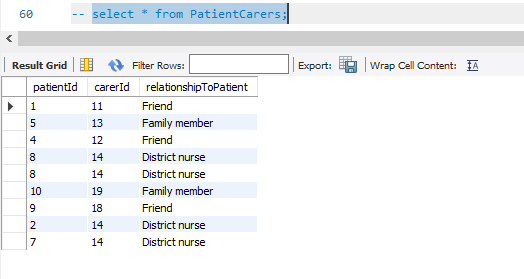 60 -- select * from PatientCarers;
Result Grid Filter Rows: Export: Wrap Cell Content: IA
patientId carerId relationshipToPatient
1 11 Friend
5 13 Family member
4 12 Friend
8 14 District nurse
8 14 District nurse
10 19 Family member
9 18 Friend
2 14 District nurse
7 14 District nurse